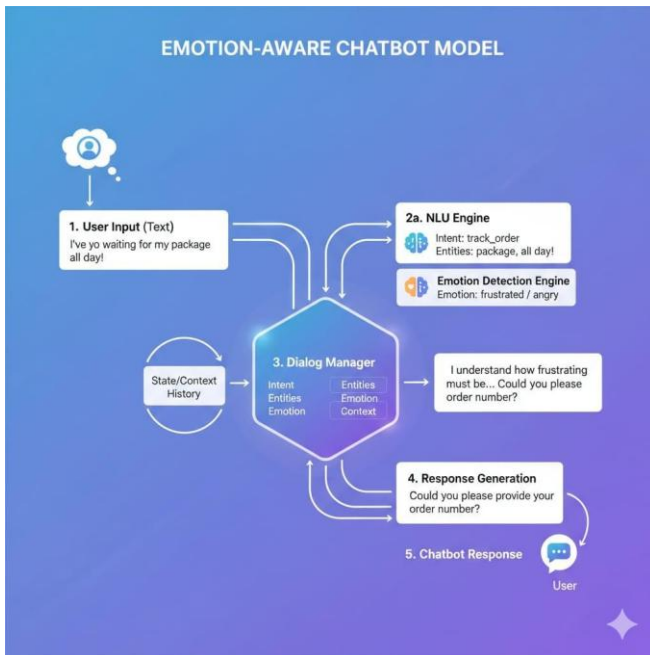 EMOTION-AWARE CHATBOT MODEL
1. User Input (Text)
I've yo waiting for my package
all day!
2a. NLU Engine
Intent: track_order
Entities: package, all day!
Emotion Detection Engine
Emotion: frustrated / angry
State/Context
History
3. Dialog Manager
Intent
Entities
Emotion
Entities
Emotion
Context
I understand how frustrating
must be... Could you please
order number?
4. Response Generation
Could you please provide your
order number?
5. Chatbot Response
User